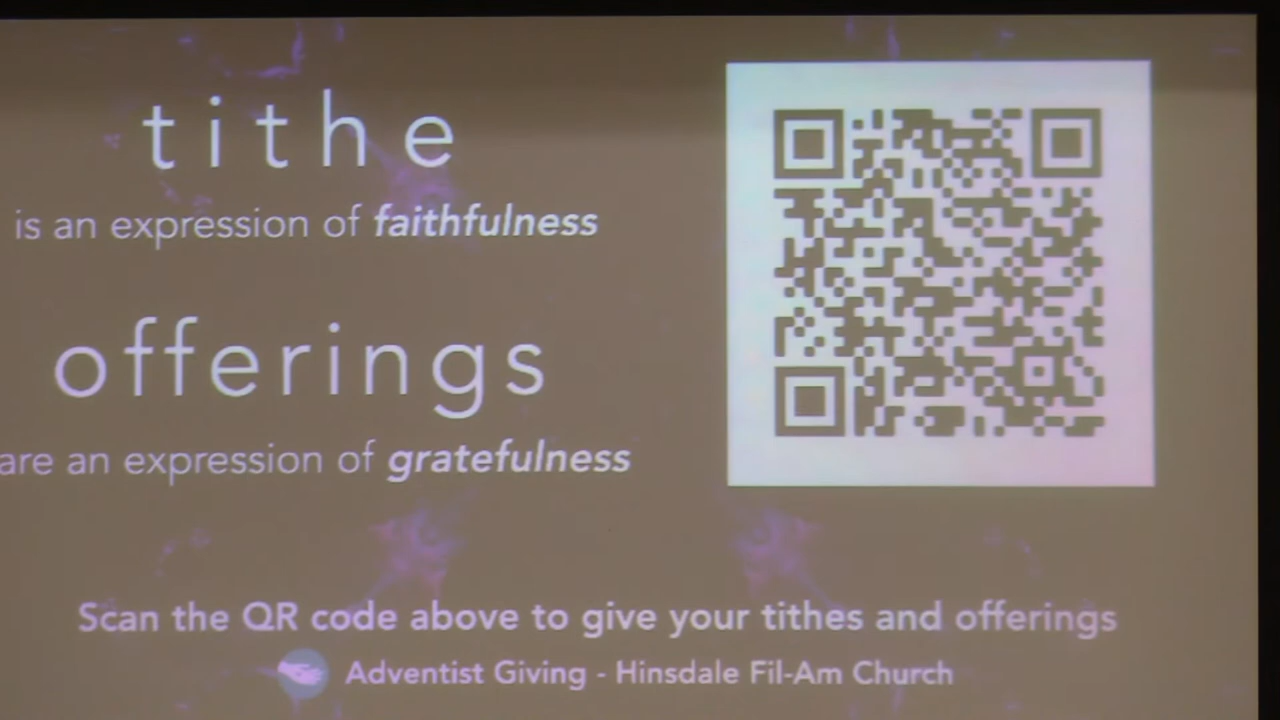 tithe
is an expression of faithfulness
offerings
are an expression of gratefulness
Scan the QR code above to give your tithes and offerings
Adventist Giving - Hinsdale Fil-Am Church